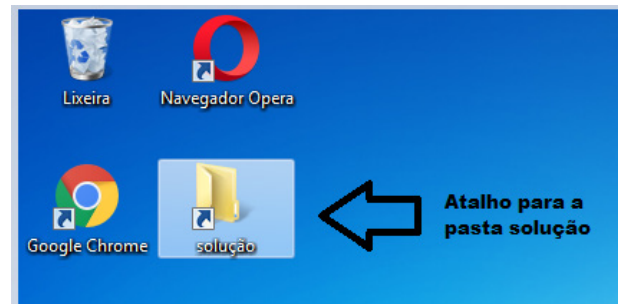 Lixeira
Navegador Opera
Google Chrome
solução
Atalho para a
pasta solução